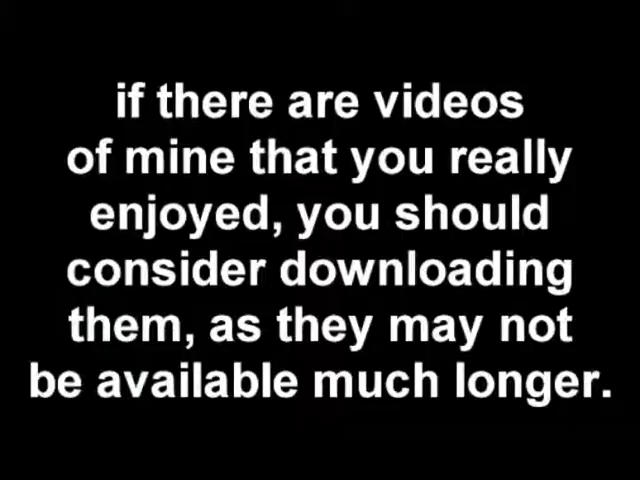 if there are videos
of mine that you really
enjoyed, you should
consider downloading
them, as they may not
be available much longer.